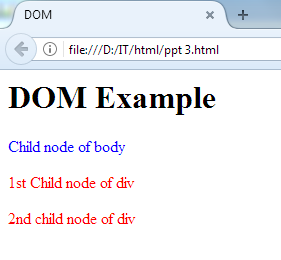 DOM
file:///D:/IT/html/ppt 3.html
DOM Example
Child node of body
1st Child node of div
2nd child node of div